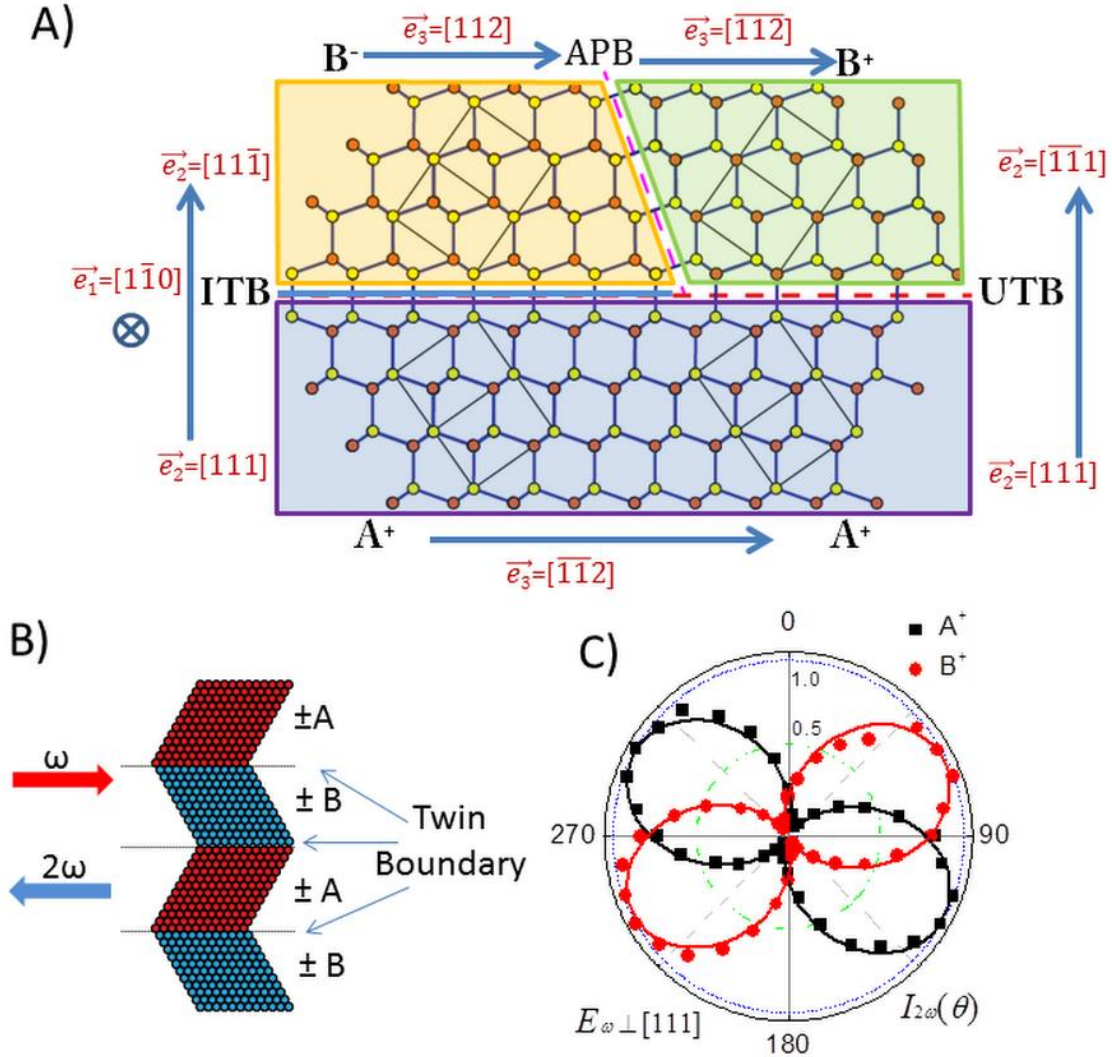 A)
e₃⃗=[112]
e₃⃗=[1̅1̅2̅]
B⁻
APB
B⁺
e₂⃗=[111̅]
e₂⃗=[1̅1̅1]
e₁⃗=[11̅0]
ITB
UTB
e₂⃗=[111]
e₂⃗=[111]
A⁺
A⁺
e₃⃗=[1̅1̅2]
B)
±A
ω
± B
Twin
Boundary
2ω
± A
± B
C)
0
A⁺
B⁺
1.0
0.5
270
90
Eω⊥[111]
I2ω(θ)
180